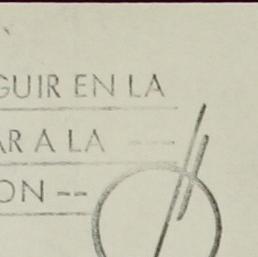 GUIR EN LA
AR A LA ---
ON --